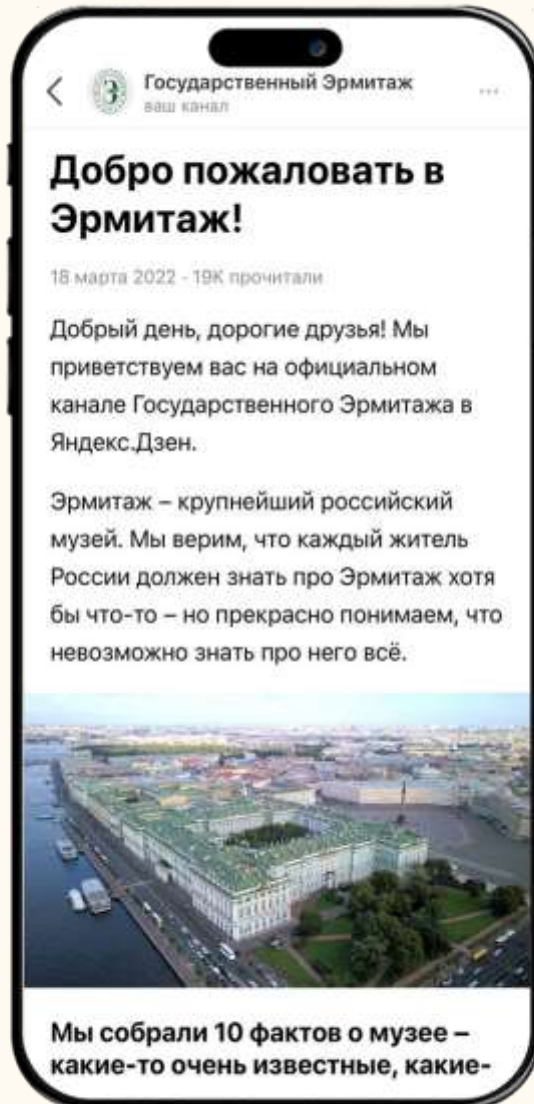 Государственный Эрмитаж
ваш канал
Добро пожаловать в
Эрмитаж!
18 марта 2022 - 19K прочитали
Добрый день, дорогие друзья! Мы
приветствуем вас на официальном
канале Государственного Эрмитажа в
Яндекс.Дзен.
Эрмитаж – крупнейший российский
музей. Мы верим, что каждый житель
России должен знать про Эрмитаж хотя
бы что-то – но прекрасно понимаем, что
невозможно знать про него всё.
Мы собрали 10 фактов о музее –
какие-то очень известные, какие-